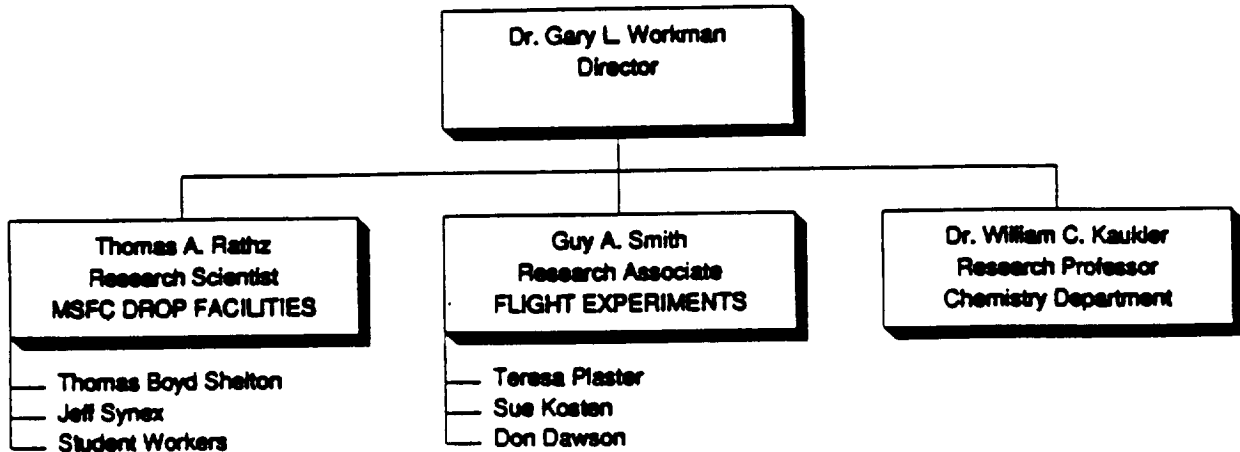 Dr. Gary L. Workman
Director
Thomas A. Rathz
Research Scientist
MSFC DROP FACILITIES
Guy A. Smith
Research Associate
FLIGHT EXPERIMENTS
Dr. William C. Kaukler
Research Professor
Chemistry Department
Thomas Boyd Shelton
Jeff Synex
Student Workers
Teresa Plaster
Sue Kosten
Don Dawson